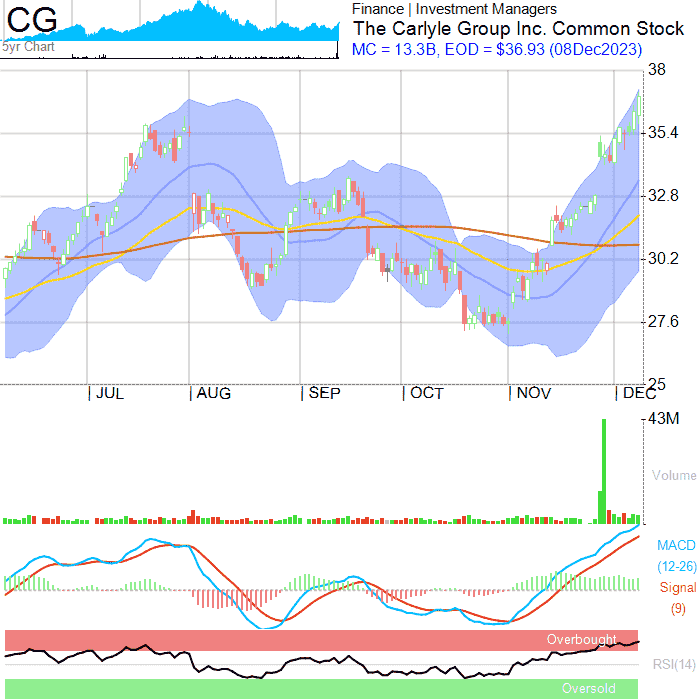 CG
5yr Chart
Finance | Investment Managers
The Carlyle Group Inc. Common Stock
MC = 13.3B, EOD = $36.93 (08Dec2023)
38
35.4
32.8
30.2
27.6
25
JUL AUG SEP OCT NOV DEC
43M
Volume
MACD
(12-26)
Signal
(9)
Overbought
RSI(14)
Oversold